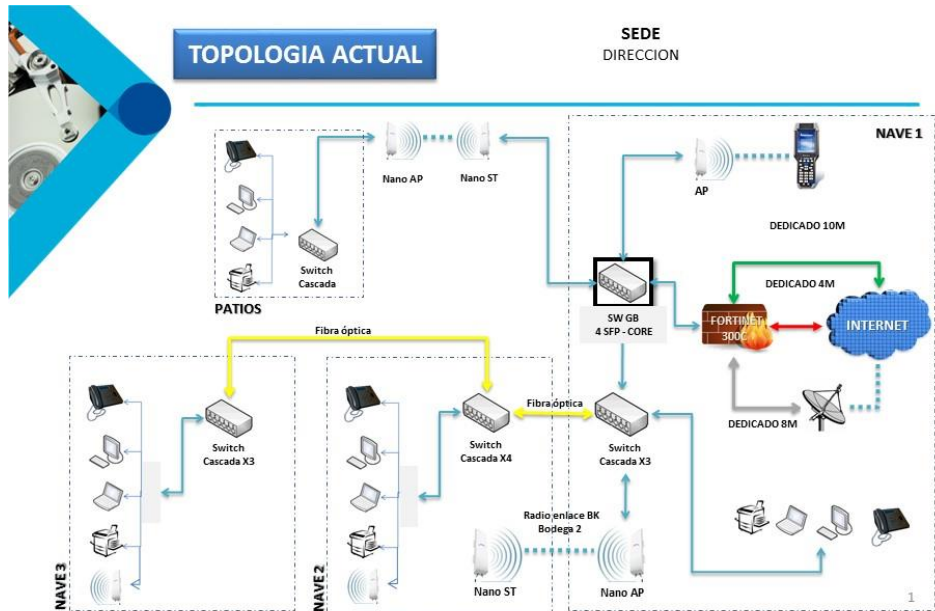 TOPOLOGIA ACTUAL
SEDE
DIRECCION
NAVE 1
Nano AP
Nano ST
AP
DEDICADO 10M
Switch
Cascada
PATIOS
SW GB
4 SFP - CORE
DEDICADO 4M
FORTINET
300C
INTERNET
DEDICADO 8M
Fibra óptica
Fibra óptica
Switch
Cascada X3
Switch
Cascada X4
Switch
Cascada X3
Radio enlace BK
Bodega 2
Nano ST
Nano AP
NAVE 3
NAVE 2
1